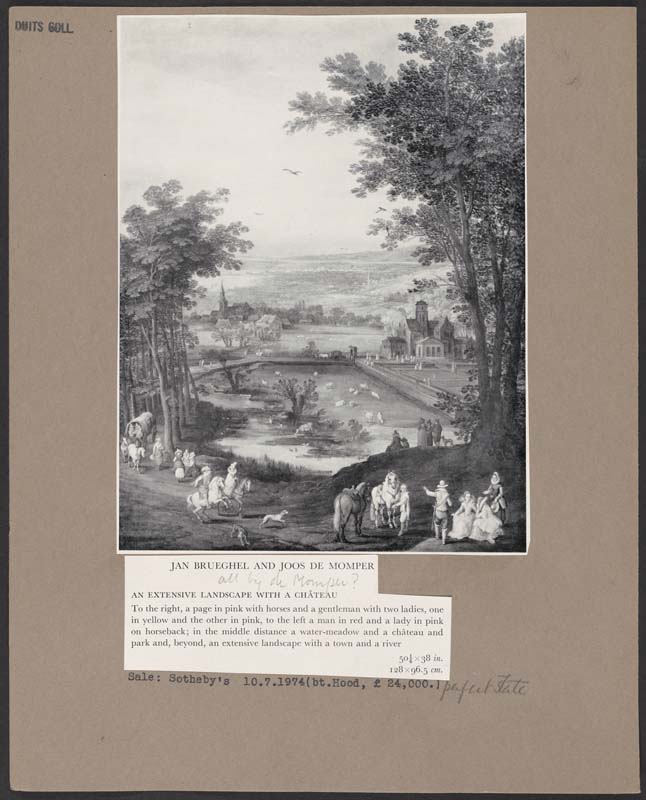 DUITS COLL.
JAN BRUEGHEL AND JOOS DE MOMPER
all by de Momper?
AN EXTENSIVE LANDSCAPE WITH A CHÂTEAU
To the right, a page in pink with horses and a gentleman with two ladies, one
in yellow and the other in pink, to the left a man in red and a lady in pink
on horseback; in the middle distance a water-meadow and a château and
park and, beyond, an extensive landscape with a town and a river
50¼×38 in.
128×96.5 cm.
Sale: Sotheby's 10.7.1974(bt.Hood, £ 24,000.)
perfect State